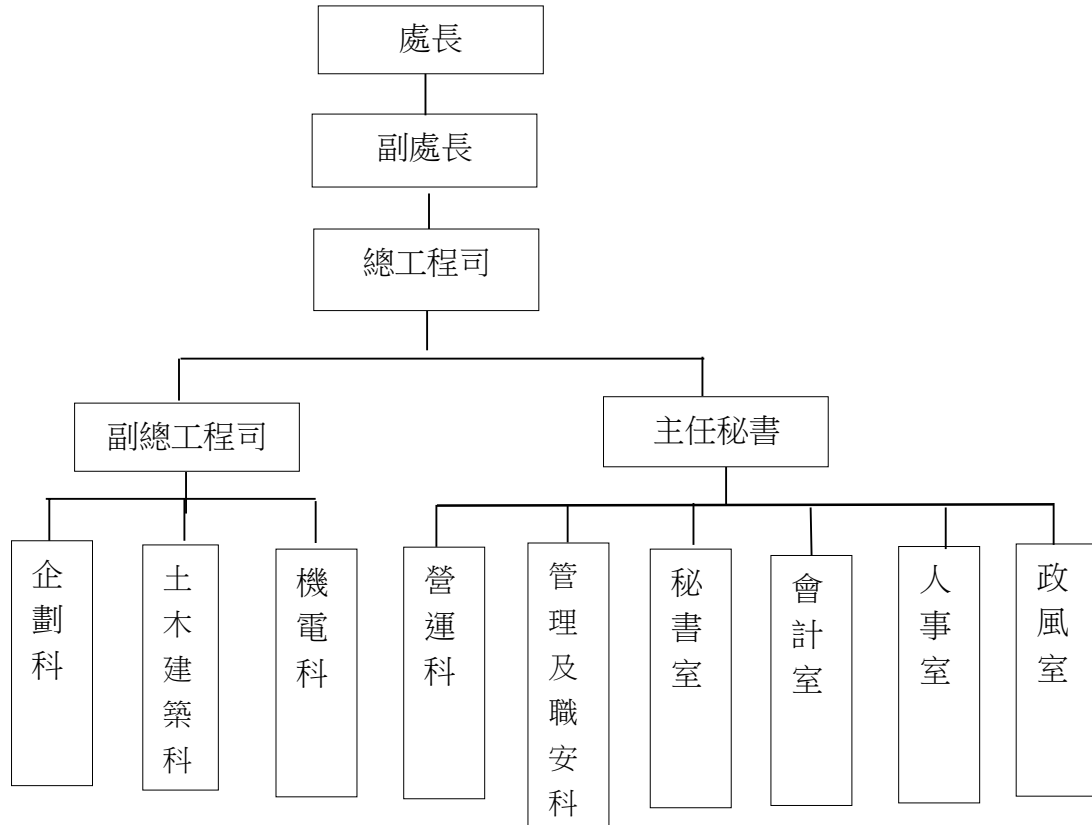 處長
副處長
總工程司
副總工程司
主任秘書
企劃科
土木建築科
機電科
營運科
管理及職安科
秘書室
會計室
人事室
政風室